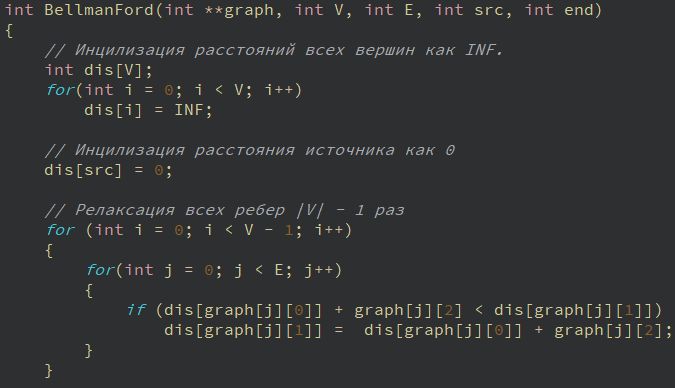 int BellmanFord(int **graph, int V, int E, int src, int end)
{
// Инцилизация расстояний всех вершин как INF.
int dis[V];
for(int i = 0; i < V; i++)
dis[i] = INF;
// Инцилизация расстояния источника как 0
dis[src] = 0;
// Релаксация всех ребер |V| - 1 раз
for (int i = 0; i < V - 1; i++)
{
for(int j = 0; j < E; j++)
{
if (dis[graph[j][0]] + graph[j][2] < dis[graph[j][1]])
dis[graph[j][1]] =  dis[graph[j][0]] + graph[j][2];
}
}